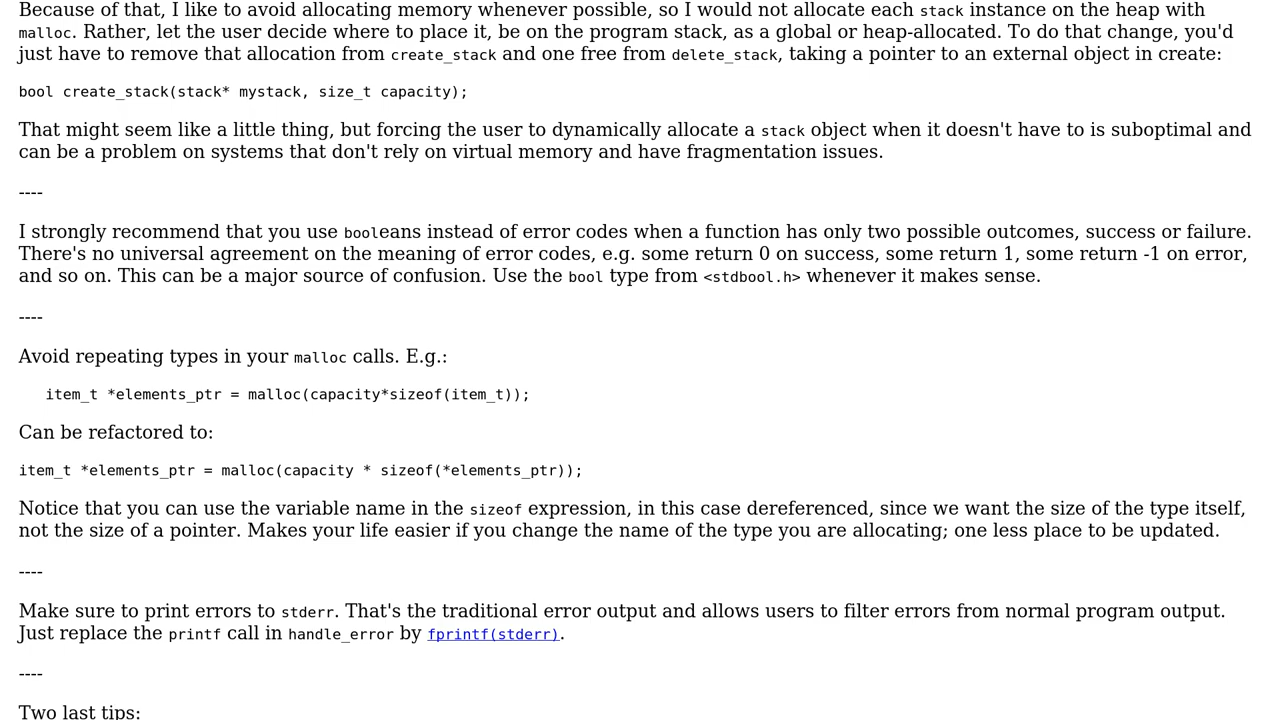 Because of that, I like to avoid allocating memory whenever possible, so I would not allocate each stack instance on the heap with
malloc. Rather, let the user decide where to place it, be on the program stack, as a global or heap-allocated. To do that change, you'd
just have to remove that allocation from create_stack and one free from delete_stack, taking a pointer to an external object in create:
bool create_stack(stack* mystack, size_t capacity);
That might seem like a little thing, but forcing the user to dynamically allocate a stack object when it doesn't have to is suboptimal and
can be a problem on systems that don't rely on virtual memory and have fragmentation issues.
----
I strongly recommend that you use booleans instead of error codes when a function has only two possible outcomes, success or failure.
There's no universal agreement on the meaning of error codes, e.g. some return 0 on success, some return 1, some return -1 on error,
and so on. This can be a major source of confusion. Use the bool type from <stdbool.h> whenever it makes sense.
----
Avoid repeating types in your malloc calls. E.g.:
item_t *elements_ptr = malloc(capacity*sizeof(item_t));
Can be refactored to:
item_t *elements_ptr = malloc(capacity * sizeof(*elements_ptr));
Notice that you can use the variable name in the sizeof expression, in this case dereferenced, since we want the size of the type itself,
not the size of a pointer. Makes your life easier if you change the name of the type you are allocating; one less place to be updated.
----
Make sure to print errors to stderr. That's the traditional error output and allows users to filter errors from normal program output.
Just replace the printf call in handle_error by fprintf(stderr).
----
Two last tips: